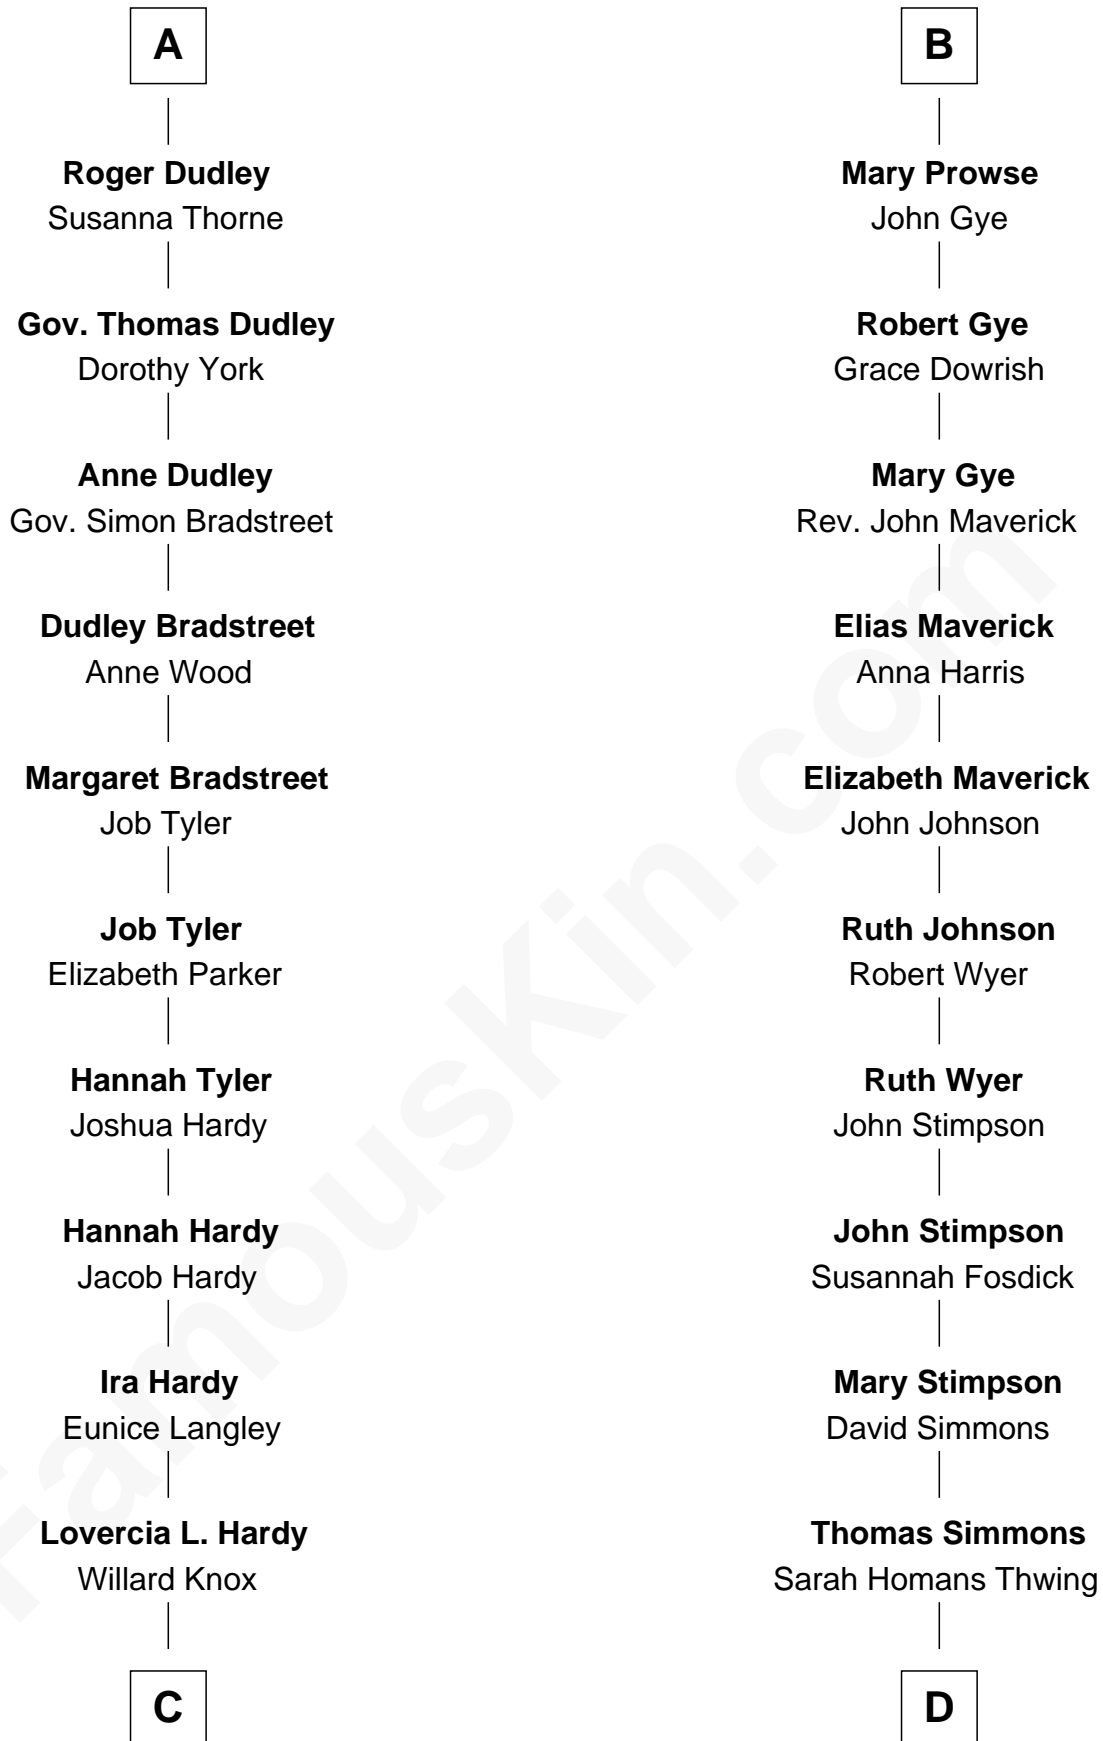 A
Roger Dudley
Susanna Thorne
Gov. Thomas Dudley
Dorothy York
Anne Dudley
Gov. Simon Bradstreet
Dudley Bradstreet
Anne Wood
Margaret Bradstreet
Job Tyler
Job Tyler
Elizabeth Parker
Hannah Tyler
Joshua Hardy
Hannah Hardy
Jacob Hardy
Ira Hardy
Eunice Langley
Lovercia L. Hardy
Willard Knox
C
B
Mary Prowse
John Gye
Robert Gye
Grace Dowrish
Mary Gye
Rev. John Maverick
Elias Maverick
Anna Harris
Elizabeth Maverick
John Johnson
Ruth Johnson
Robert Wyer
Ruth Wyer
John Stimpson
John Stimpson
Susannah Fosdick
Mary Stimpson
David Simmons
Thomas Simmons
Sarah Homans Thwing
D
FamousKin.com